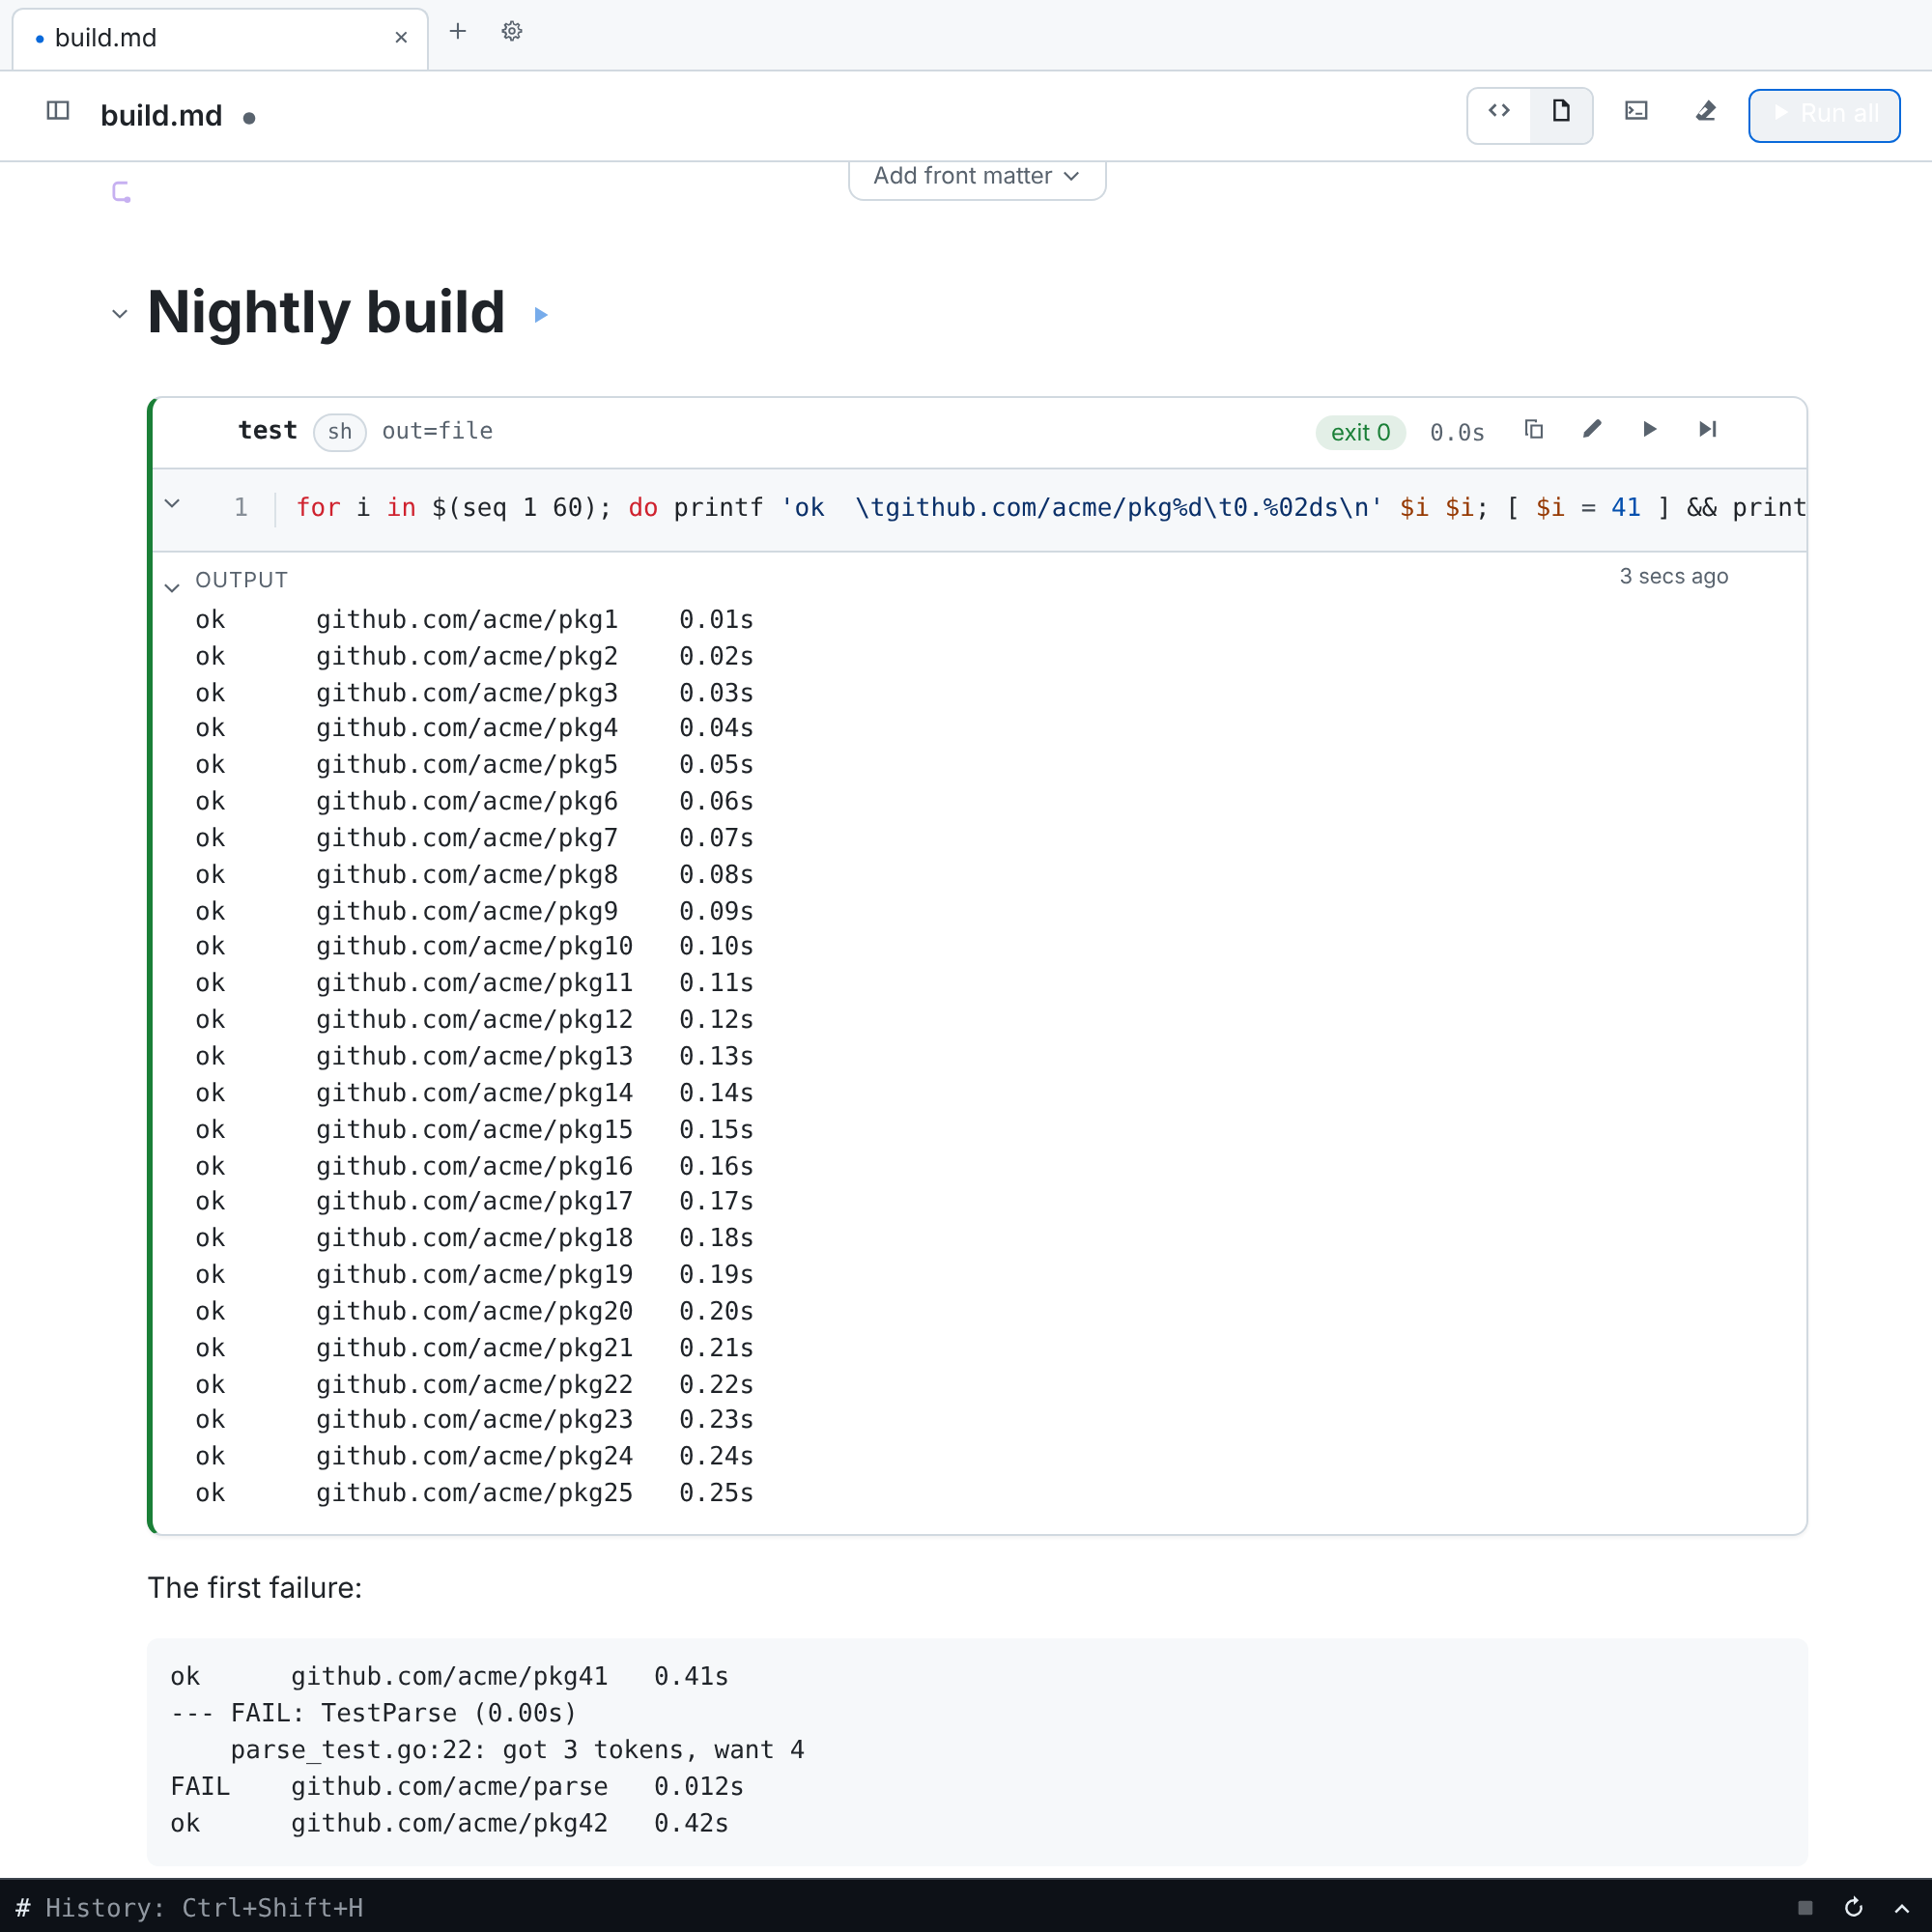 build.md ×
build.md
Run all
Add front matter
Nightly build
test sh out=file exit 0 0.0s
1 for i in $(seq 1 60); do printf 'ok  \tgithub.com/acme/pkg%d\t0.%02ds\n' $i $i; [ $i = 41 ] && print
OUTPUT 3 secs ago
ok      github.com/acme/pkg1    0.01s
ok      github.com/acme/pkg2    0.02s
ok      github.com/acme/pkg3    0.03s
ok      github.com/acme/pkg4    0.04s
ok      github.com/acme/pkg5    0.05s
ok      github.com/acme/pkg6    0.06s
ok      github.com/acme/pkg7    0.07s
ok      github.com/acme/pkg8    0.08s
ok      github.com/acme/pkg9    0.09s
ok      github.com/acme/pkg10   0.10s
ok      github.com/acme/pkg11   0.11s
ok      github.com/acme/pkg12   0.12s
ok      github.com/acme/pkg13   0.13s
ok      github.com/acme/pkg14   0.14s
ok      github.com/acme/pkg15   0.15s
ok      github.com/acme/pkg16   0.16s
ok      github.com/acme/pkg17   0.17s
ok      github.com/acme/pkg18   0.18s
ok      github.com/acme/pkg19   0.19s
ok      github.com/acme/pkg20   0.20s
ok      github.com/acme/pkg21   0.21s
ok      github.com/acme/pkg22   0.22s
ok      github.com/acme/pkg23   0.23s
ok      github.com/acme/pkg24   0.24s
ok      github.com/acme/pkg25   0.25s
The first failure:
ok      github.com/acme/pkg41   0.41s
--- FAIL: TestParse (0.00s)
    parse_test.go:22: got 3 tokens, want 4
FAIL    github.com/acme/parse   0.012s
ok      github.com/acme/pkg42   0.42s
# History: Ctrl+Shift+H